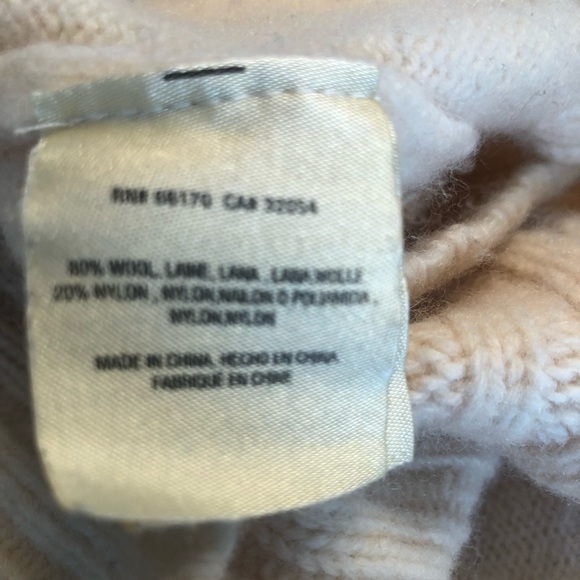 RN# 66170 CA# 32054
80% WOOL, LAINE, LANA, LANA, WOLLE
20% NYLON, NYLON, NAILON O POLIAMIDA,
NYLON, NYLON
MADE IN CHINA, HECHO EN CHINA
FABRIQUÉ EN CHINE